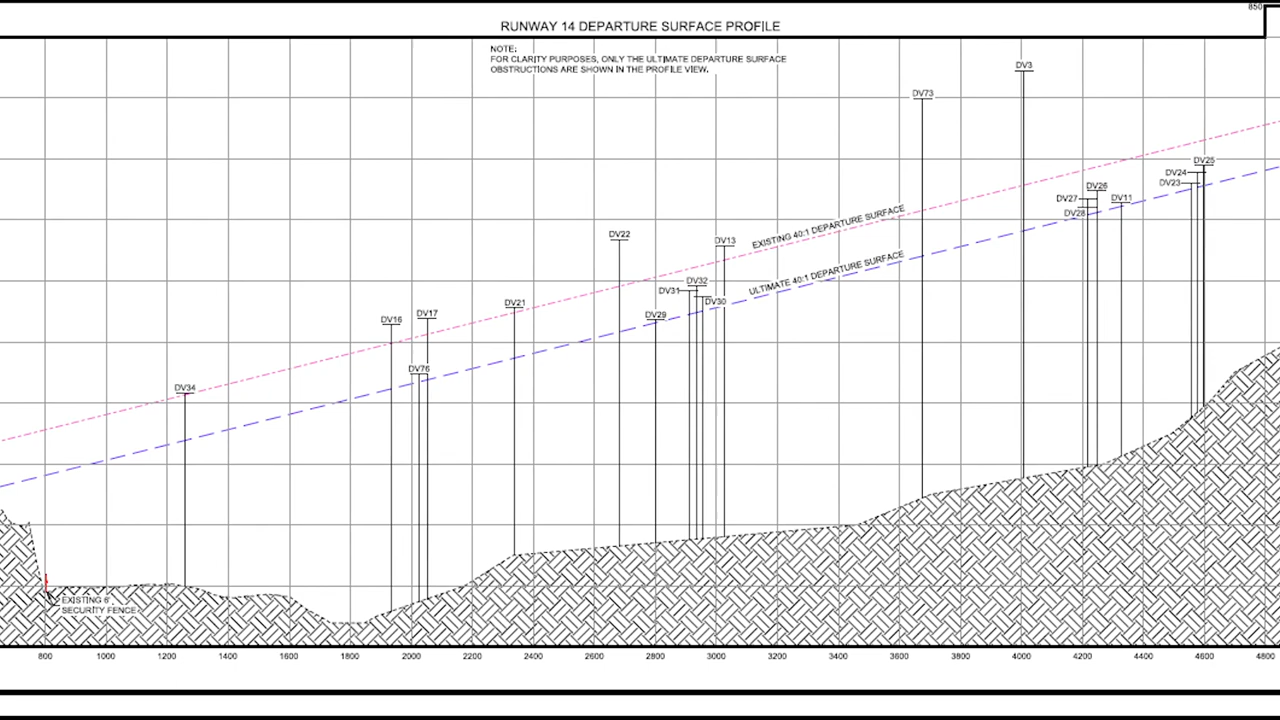 850
RUNWAY 14 DEPARTURE SURFACE PROFILE
NOTE:
FOR CLARITY PURPOSES, ONLY THE ULTIMATE DEPARTURE SURFACE
OBSTRUCTIONS ARE SHOWN IN THE PROFILE VIEW.
DV3
DV73
DV25
DV24
DV23
DV26
DV27
DV11
DV28
EXISTING 40:1 DEPARTURE SURFACE
DV22
DV13
ULTIMATE 40:1 DEPARTURE SURFACE
DV32
DV31
DV30
DV21
DV17
DV16
DV29
DV76
DV34
EXISTING 6'
SECURITY FENCE
800 1000 1200 1400 1600 1800 2000 2200 2400 2600 2800 3000 3200 3400 3600 3800 4000 4200 4400 4600 4800